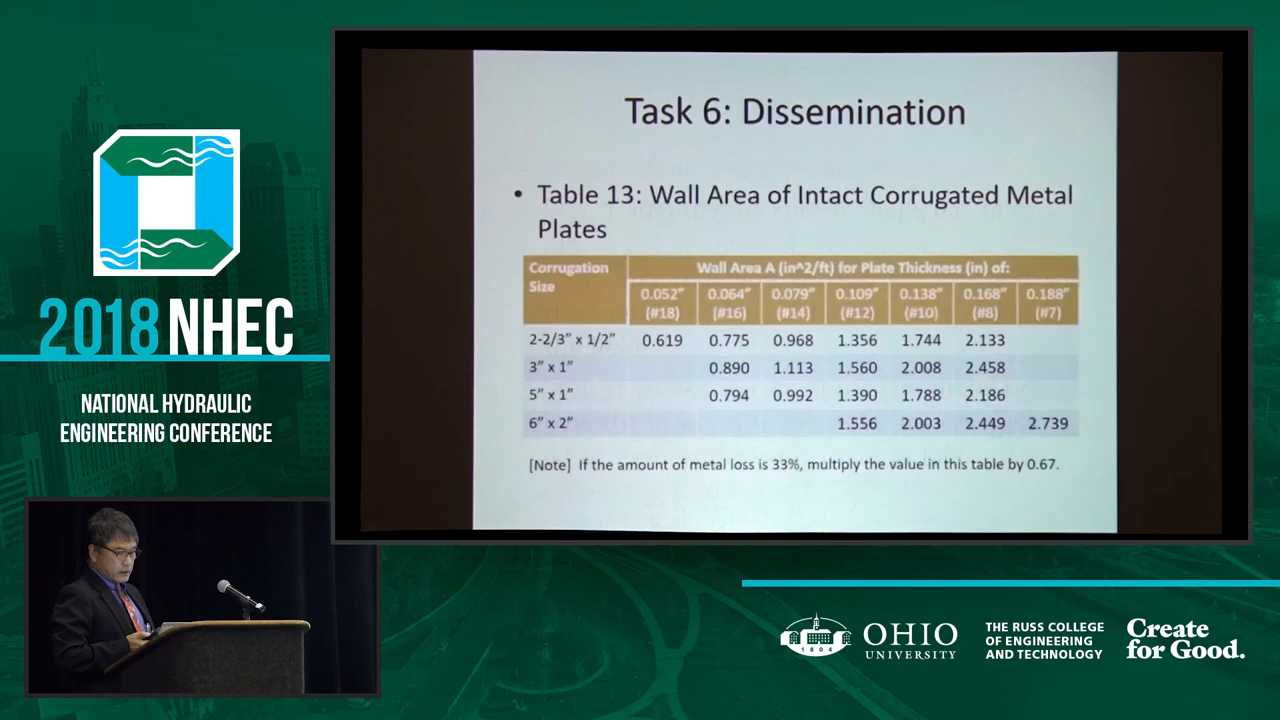 Task 6: Dissemination
• Table 13: Wall Area of Intact Corrugated Metal
Plates
Corrugation Size Wall Area A (in^2/ft) for Plate Thickness (in) of:
0.052” (#18) 0.064” (#16) 0.079” (#14) 0.109” (#12) 0.138” (#10) 0.168” (#8) 0.188” (#7)
2-2/3” x 1/2” 0.619 0.775 0.968 1.356 1.744 2.133
3” x 1” 0.890 1.113 1.560 2.008 2.458
5” x 1” 0.794 0.992 1.390 1.788 2.186
6” x 2” 1.556 2.003 2.449 2.739
[Note] If the amount of metal loss is 33%, multiply the value in this table by 0.67.
2018 NHEC
NATIONAL HYDRAULIC
ENGINEERING CONFERENCE
1804
OHIO
UNIVERSITY
THE RUSS COLLEGE
OF ENGINEERING
AND TECHNOLOGY
Create
for Good.